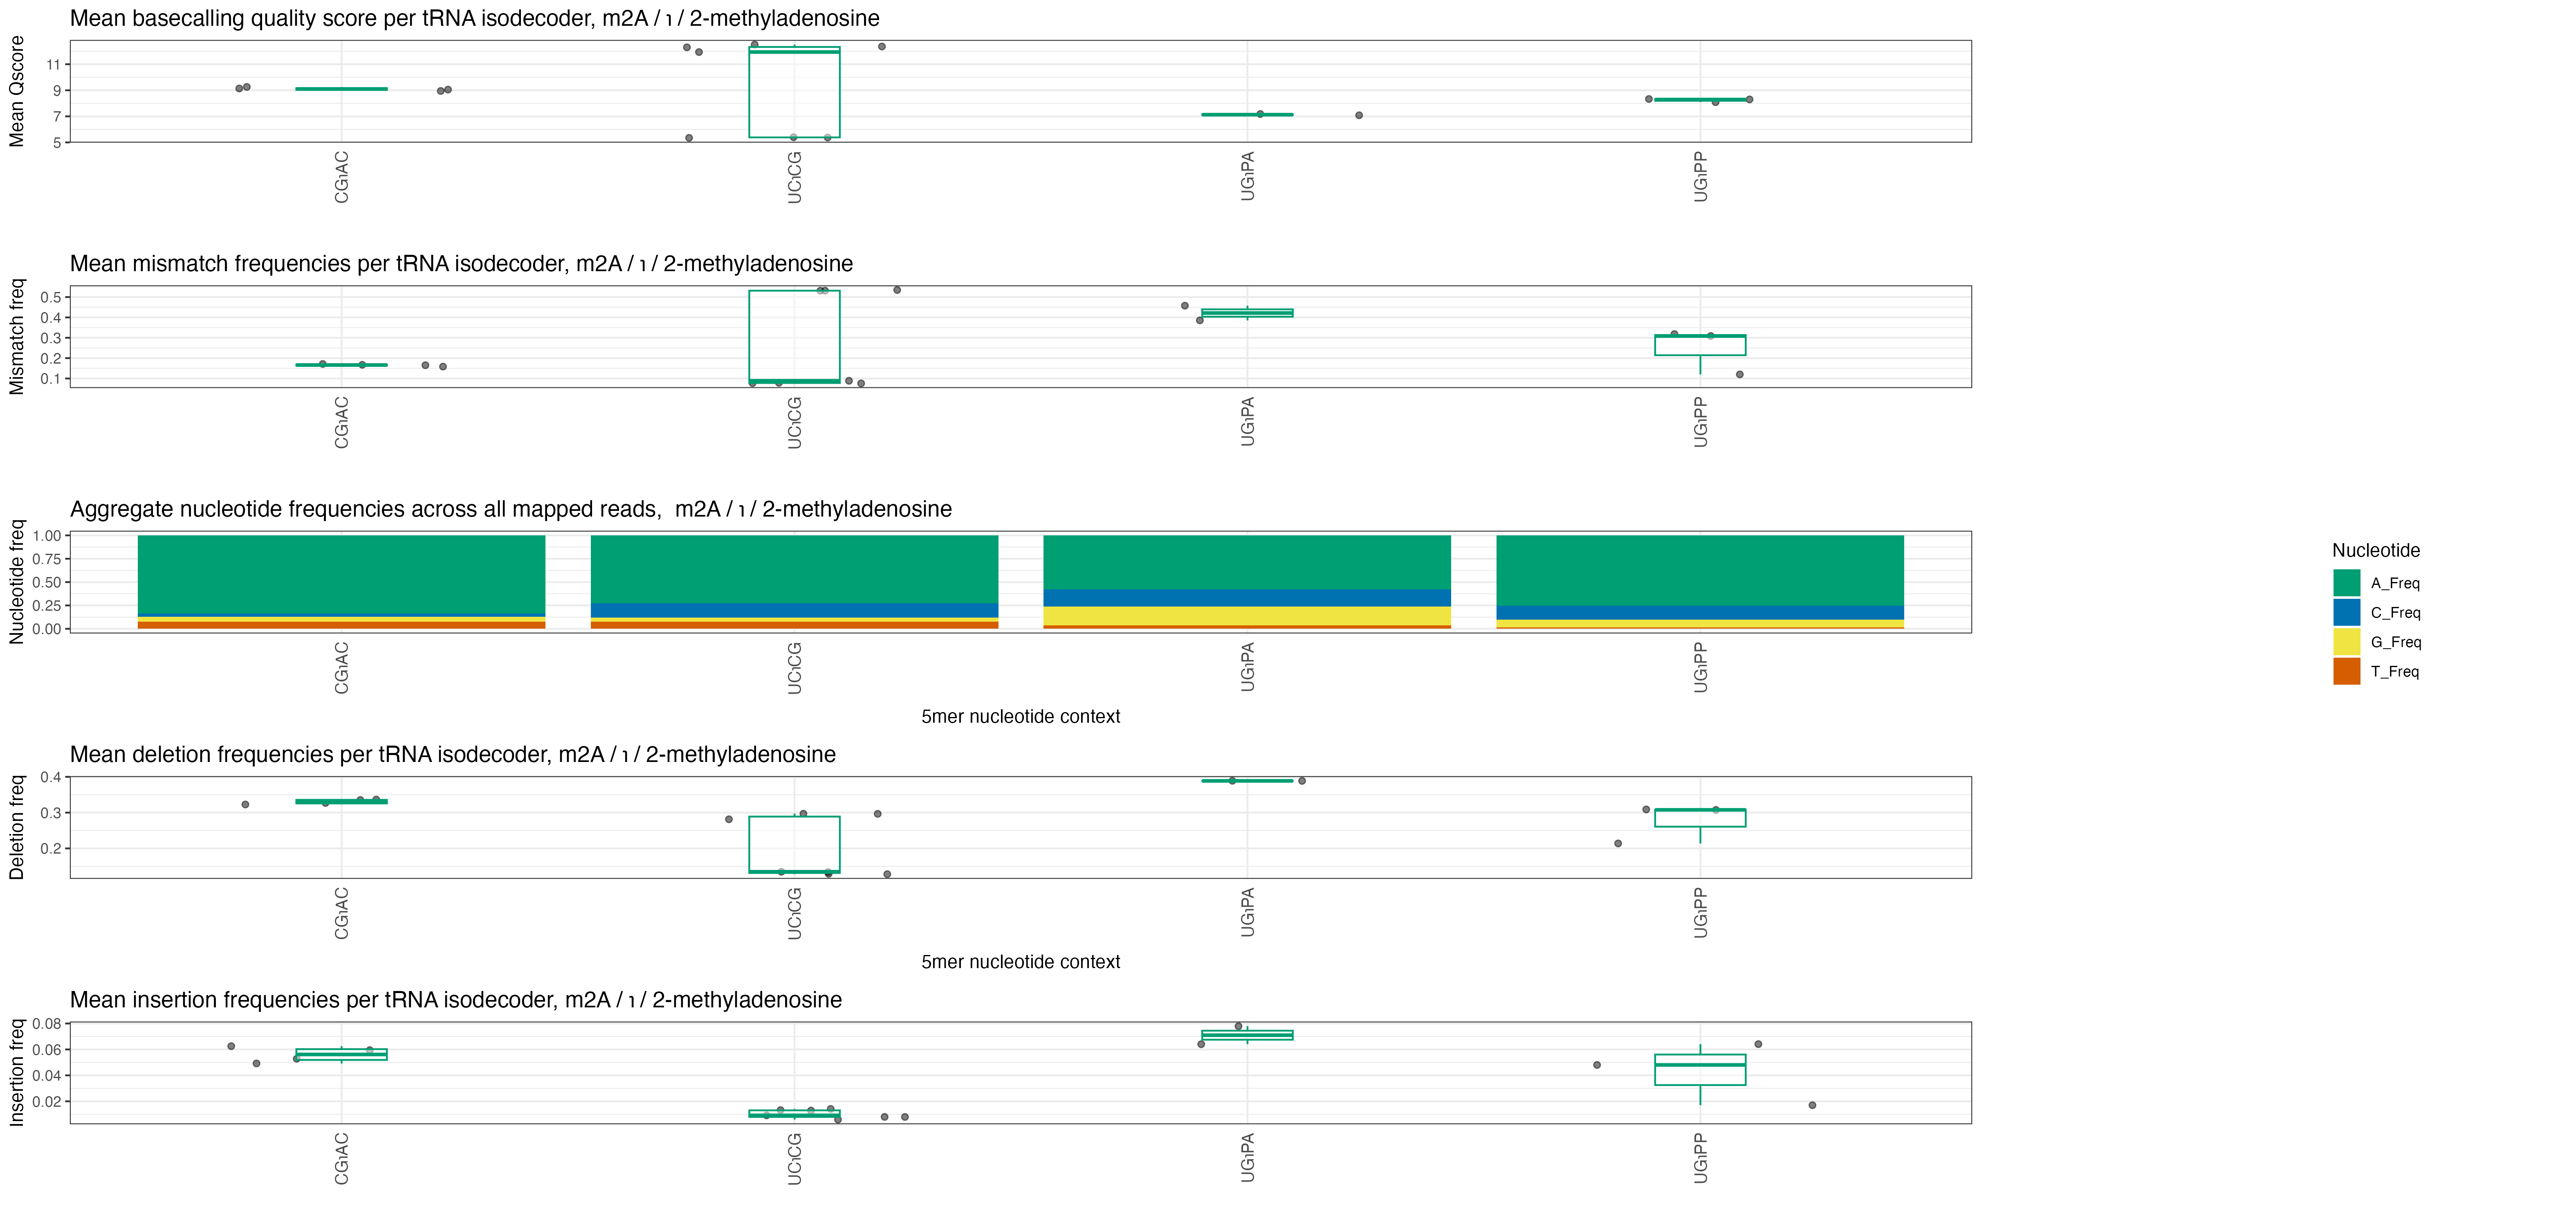 Mean basecalling quality score per tRNA isodecoder, m2A / ı / 2-methyladenosine
Mean Qscore
11
9
7
5
CGıAC
UCıCG
UGıPA
UGıPP
Mean mismatch frequencies per tRNA isodecoder, m2A / ı / 2-methyladenosine
Mismatch freq
0.5
0.4
0.3
0.2
0.1
CGıAC
UCıCG
UGıPA
UGıPP
Aggregate nucleotide frequencies across all mapped reads,  m2A / ı / 2-methyladenosine
Nucleotide freq
1.00
0.75
0.50
0.25
0.00
CGıAC
UCıCG
UGıPA
UGıPP
5mer nucleotide context
Nucleotide
A_Freq
C_Freq
G_Freq
T_Freq
Mean deletion frequencies per tRNA isodecoder, m2A / ı / 2-methyladenosine
Deletion freq
0.4
0.3
0.2
CGıAC
UCıCG
UGıPA
UGıPP
5mer nucleotide context
Mean insertion frequencies per tRNA isodecoder, m2A / ı / 2-methyladenosine
Insertion freq
0.08
0.06
0.04
0.02
CGıAC
UCıCG
UGıPA
UGıPP